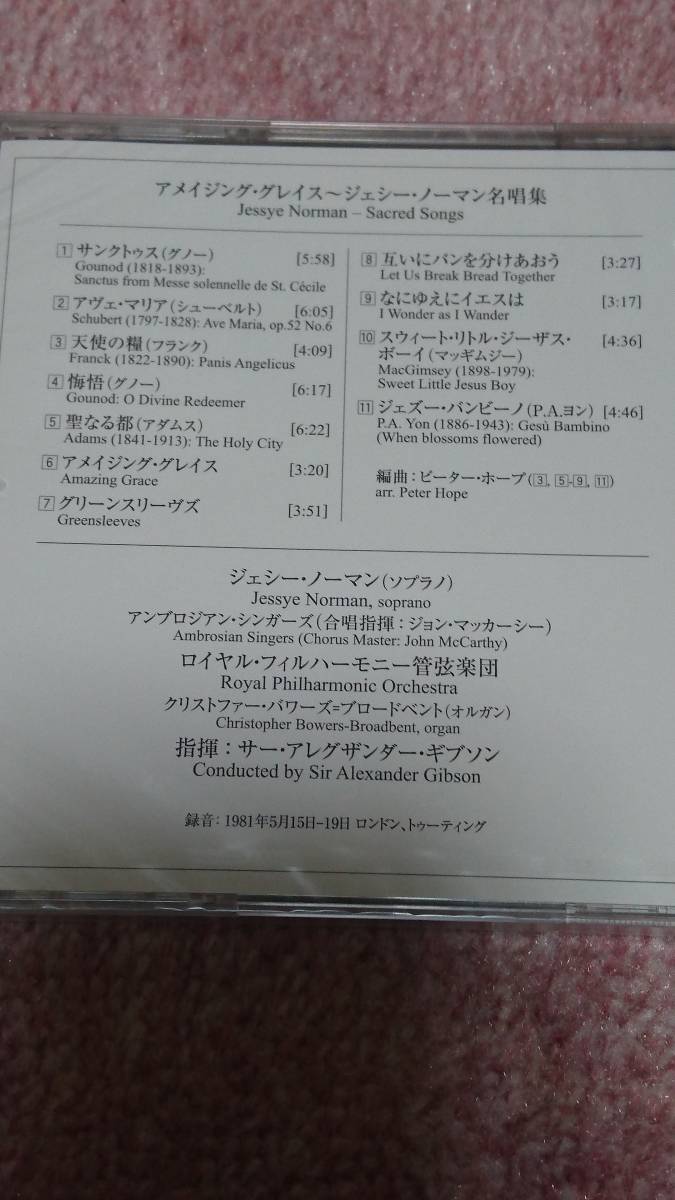 アメイジング・グレイス～ジェシー・ノーマン名唱集
Jessye Norman – Sacred Songs
1 サンクトゥス(グノー) [5:58]
Gounod (1818-1893):
Sanctus from Messe solennelle de St. Cécile
2 アヴェ・マリア(シューベルト) [6:05]
Schubert (1797-1828): Ave Maria, op.52 No.6
3 天使の糧(フランク) [4:09]
Franck (1822-1890): Panis Angelicus
4 悔悟(グノー) [6:17]
Gounod: O Divine Redeemer
5 聖なる都(アダムス) [6:22]
Adams (1841-1913): The Holy City
6 アメイジング・グレイス [3:20]
Amazing Grace
7 グリーンスリーヴズ [3:51]
Greensleeves
8 互いにパンを分けあおう [3:27]
Let Us Break Bread Together
9 なにゆえにイエスは [3:17]
I Wonder as I Wander
10 スウィート・リトル・ジーザス・ [4:36]
ボーイ(マッギムジー)
MacGimsey (1898-1979):
Sweet Little Jesus Boy
11 ジェズー・バンビーノ(P.A.ヨン) [4:46]
P.A. Yon (1886-1943): Gesù Bambino
(When blossoms flowered)
編曲：ピーター・ホープ(3, 5-9, 11)
arr. Peter Hope
ジェシー・ノーマン(ソプラノ)
Jessye Norman, soprano
アンブロジアン・シンガーズ(合唱指揮：ジョン・マッカーシー)
Ambrosian Singers (Chorus Master: John McCarthy)
ロイヤル・フィルハーモニー管弦楽団
Royal Philharmonic Orchestra
クリストファー・バワーズ=ブロードベント(オルガン)
Christopher Bowers-Broadbent, organ
指揮：サー・アレグザンダー・ギブソン
Conducted by Sir Alexander Gibson
録音：1981年5月15日-19日 ロンドン、トゥーティング